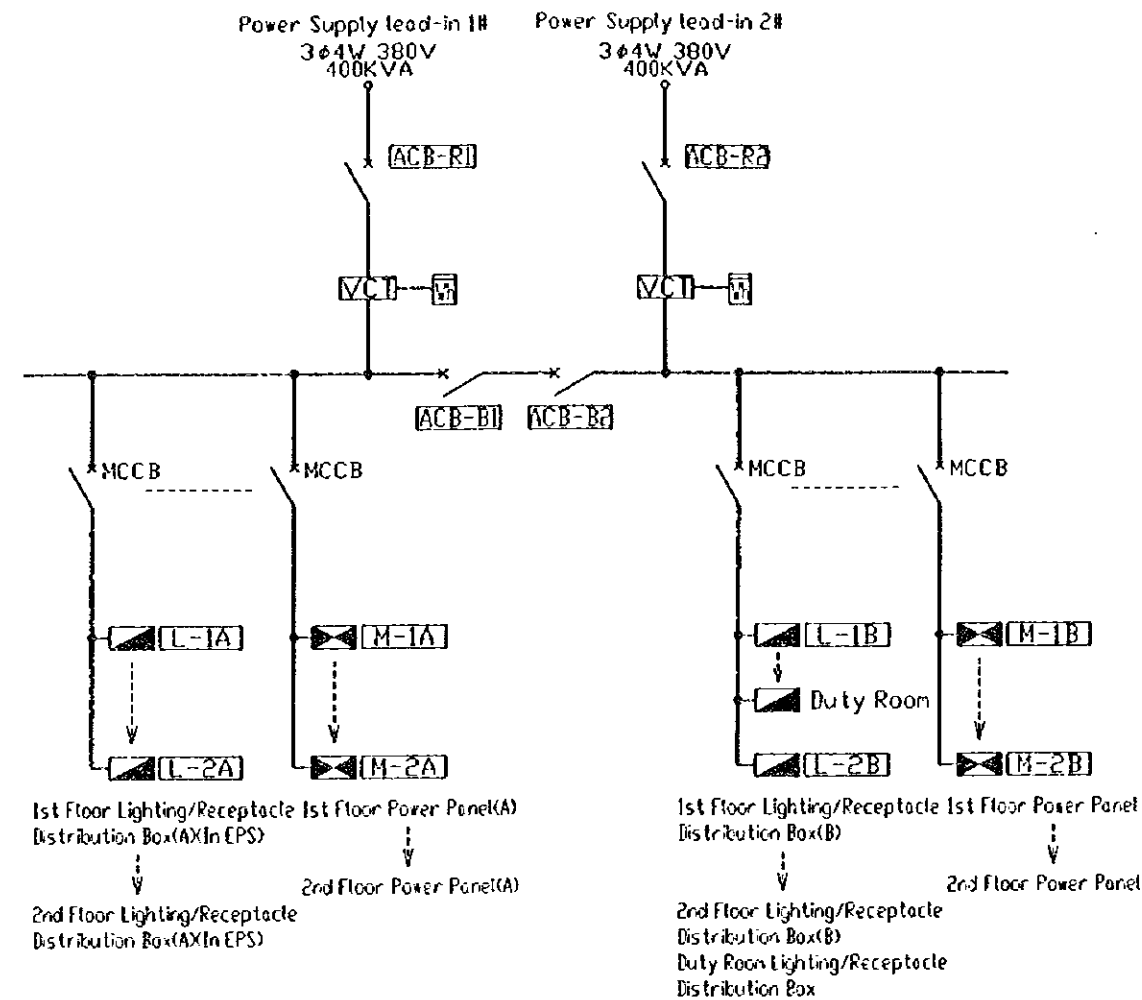 Power Supply lead-in 1#
3φ4W 380V
400KVA
Power Supply lead-in 2#
3φ4W 380V
400KVA
ACB-R1
ACB-R2
VCT
VCT
ACB-B1
ACB-B2
MCCB
MCCB
MCCB
MCCB
L-1A
M-1A
L-1B
M-1B
Duty Room
L-2A
M-2A
L-2B
M-2B
1st Floor Lighting/Receptacle
Distribution Box(A)(In EPS)
2nd Floor Lighting/Receptacle
Distribution Box(A)(In EPS)
1st Floor Power Panel(A)
2nd Floor Power Panel(A)
1st Floor Lighting/Receptacle
Distribution Box(B)
2nd Floor Lighting/Receptacle
Distribution Box(B)
Duty Room Lighting/Receptacle
Distribution Box
1st Floor Power Panel
2nd Floor Power Panel